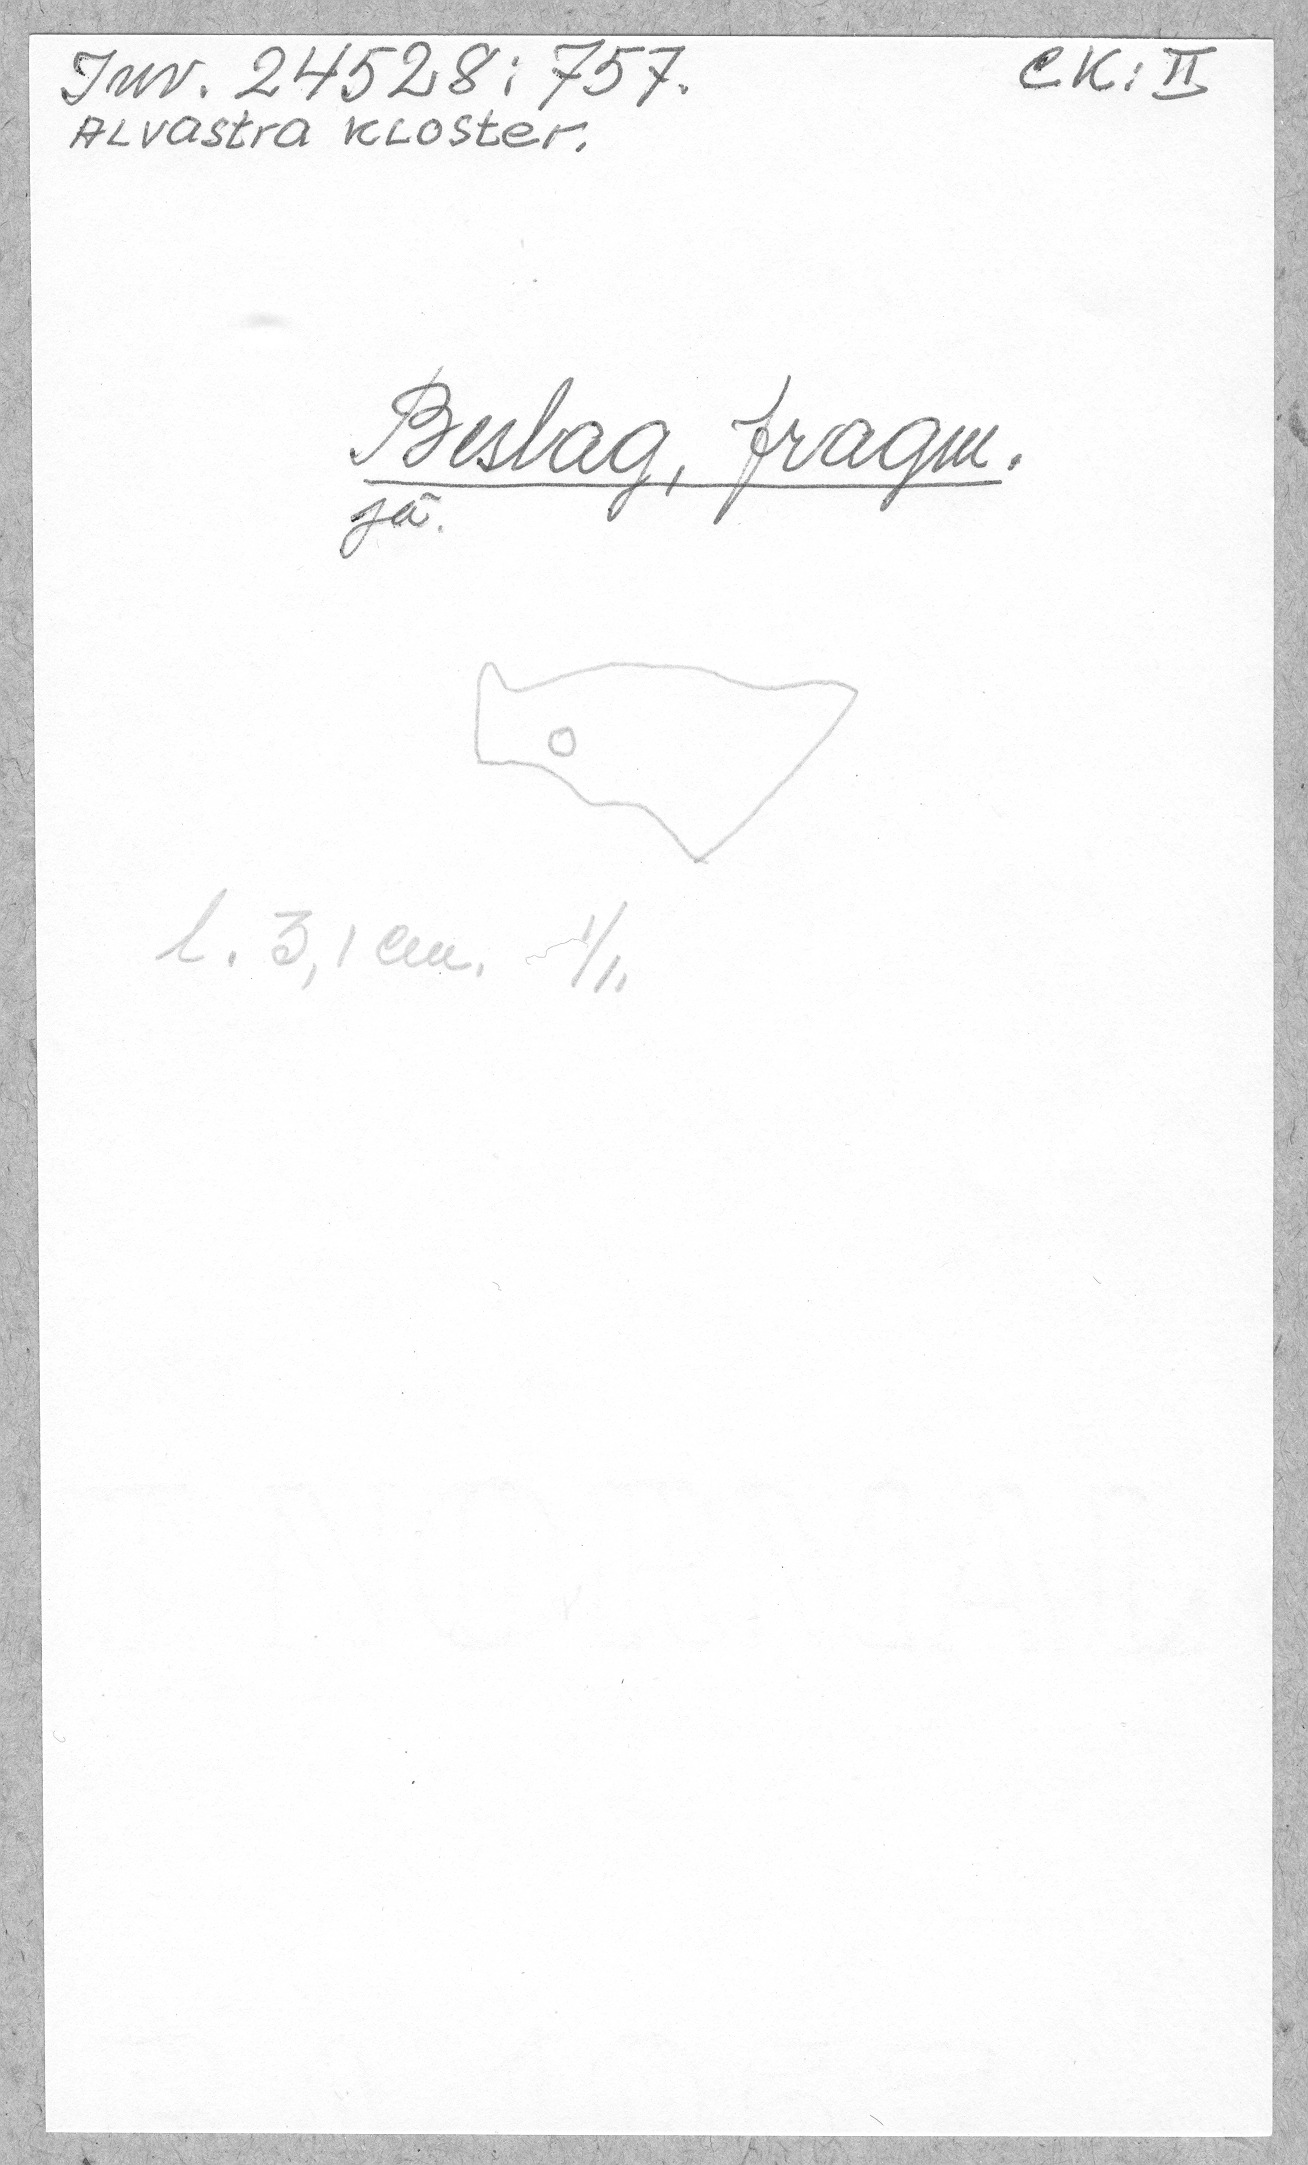 Inv. 24528:757. CK:II
Alvastra kloster.
Beslag, fragm.
jä.
l. 3,1 cm. 1/1.